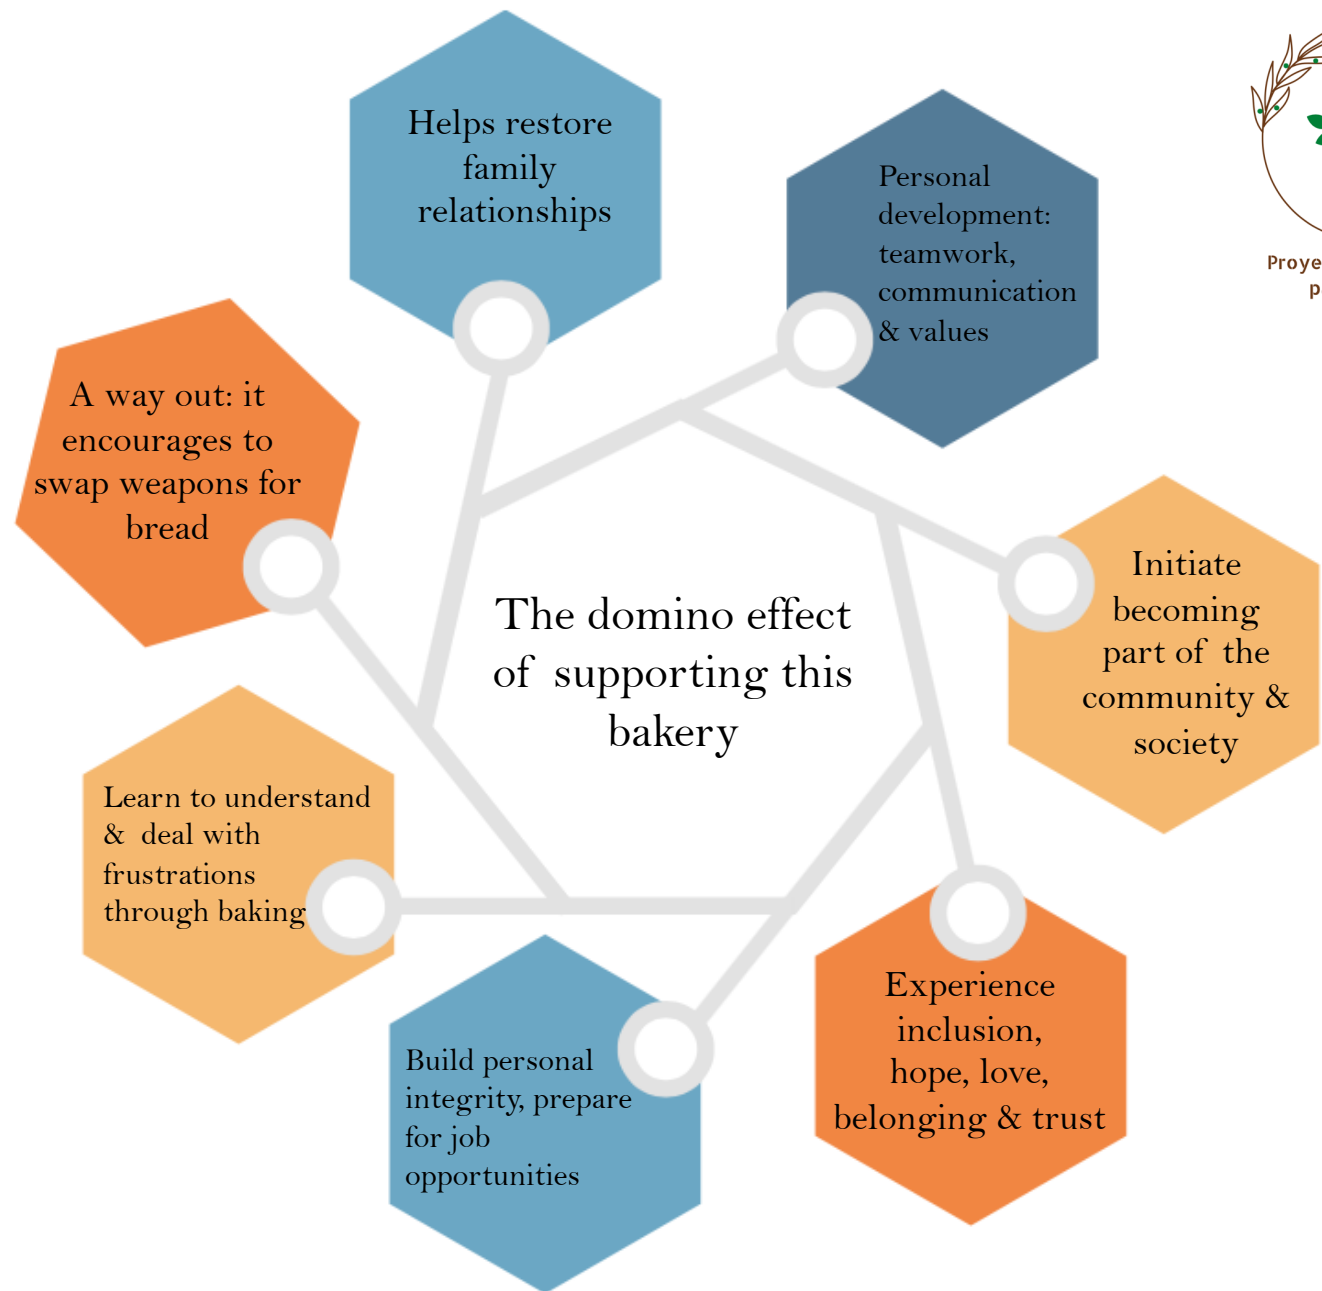 Helps restore
family
relationships
Personal
development:
teamwork,
communication
& values
A way out: it
encourages to
swap weapons for
bread
Initiate
becoming
part of the
community &
society
The domino effect
of supporting this
bakery
Learn to understand
& deal with
frustrations
through baking
Experience
inclusion,
hope, love,
belonging & trust
Build personal
integrity, prepare
for job
opportunities